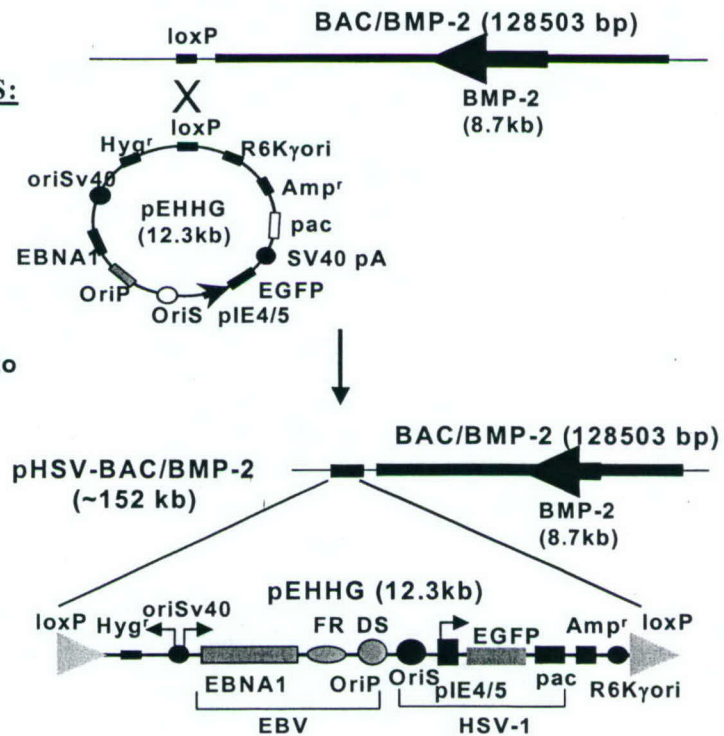 BAC/BMP-2 (128503 bp)
loxP
S:
BMP-2
(8.7kb)
X
loxP
Hygʳ
R6Kγori
oriSv40
Ampʳ
pEHHG
(12.3kb)
pac
EBNA1
SV40 pA
OriP
EGFP
OriS
pIE4/5
o
BAC/BMP-2 (128503 bp)
pHSV-BAC/BMP-2
(~152 kb)
BMP-2
(8.7kb)
pEHHG (12.3kb)
loxP
Hygʳ
oriSv40
FR
DS
EGFP
Ampʳ
loxP
EBNA1
OriP
OriS
pIE4/5
pac
R6Kγori
EBV
HSV-1